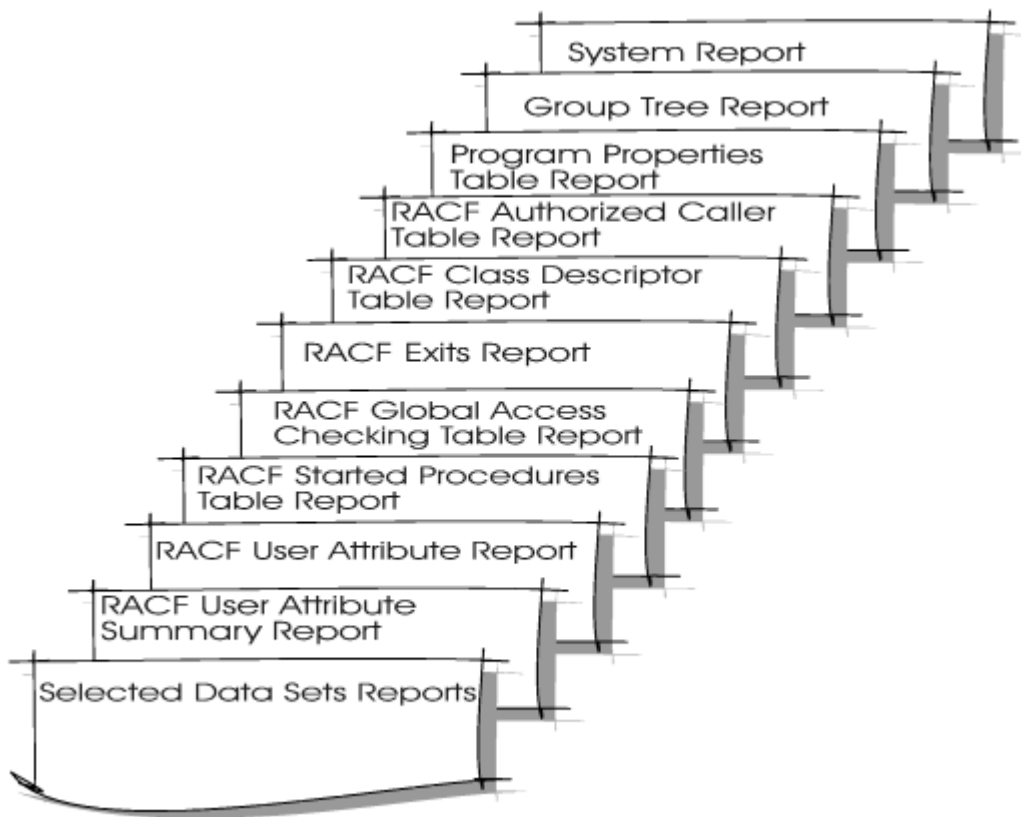 System Report
Group Tree Report
Program Properties
Table Report
RACF Authorized Caller
Table Report
RACF Class Descriptor
Table Report
RACF Exits Report
RACF Global Access
Checking Table Report
RACF Started Procedures
Table Report
RACF User Attribute Report
RACF User Attribute
Summary Report
Selected Data Sets Reports